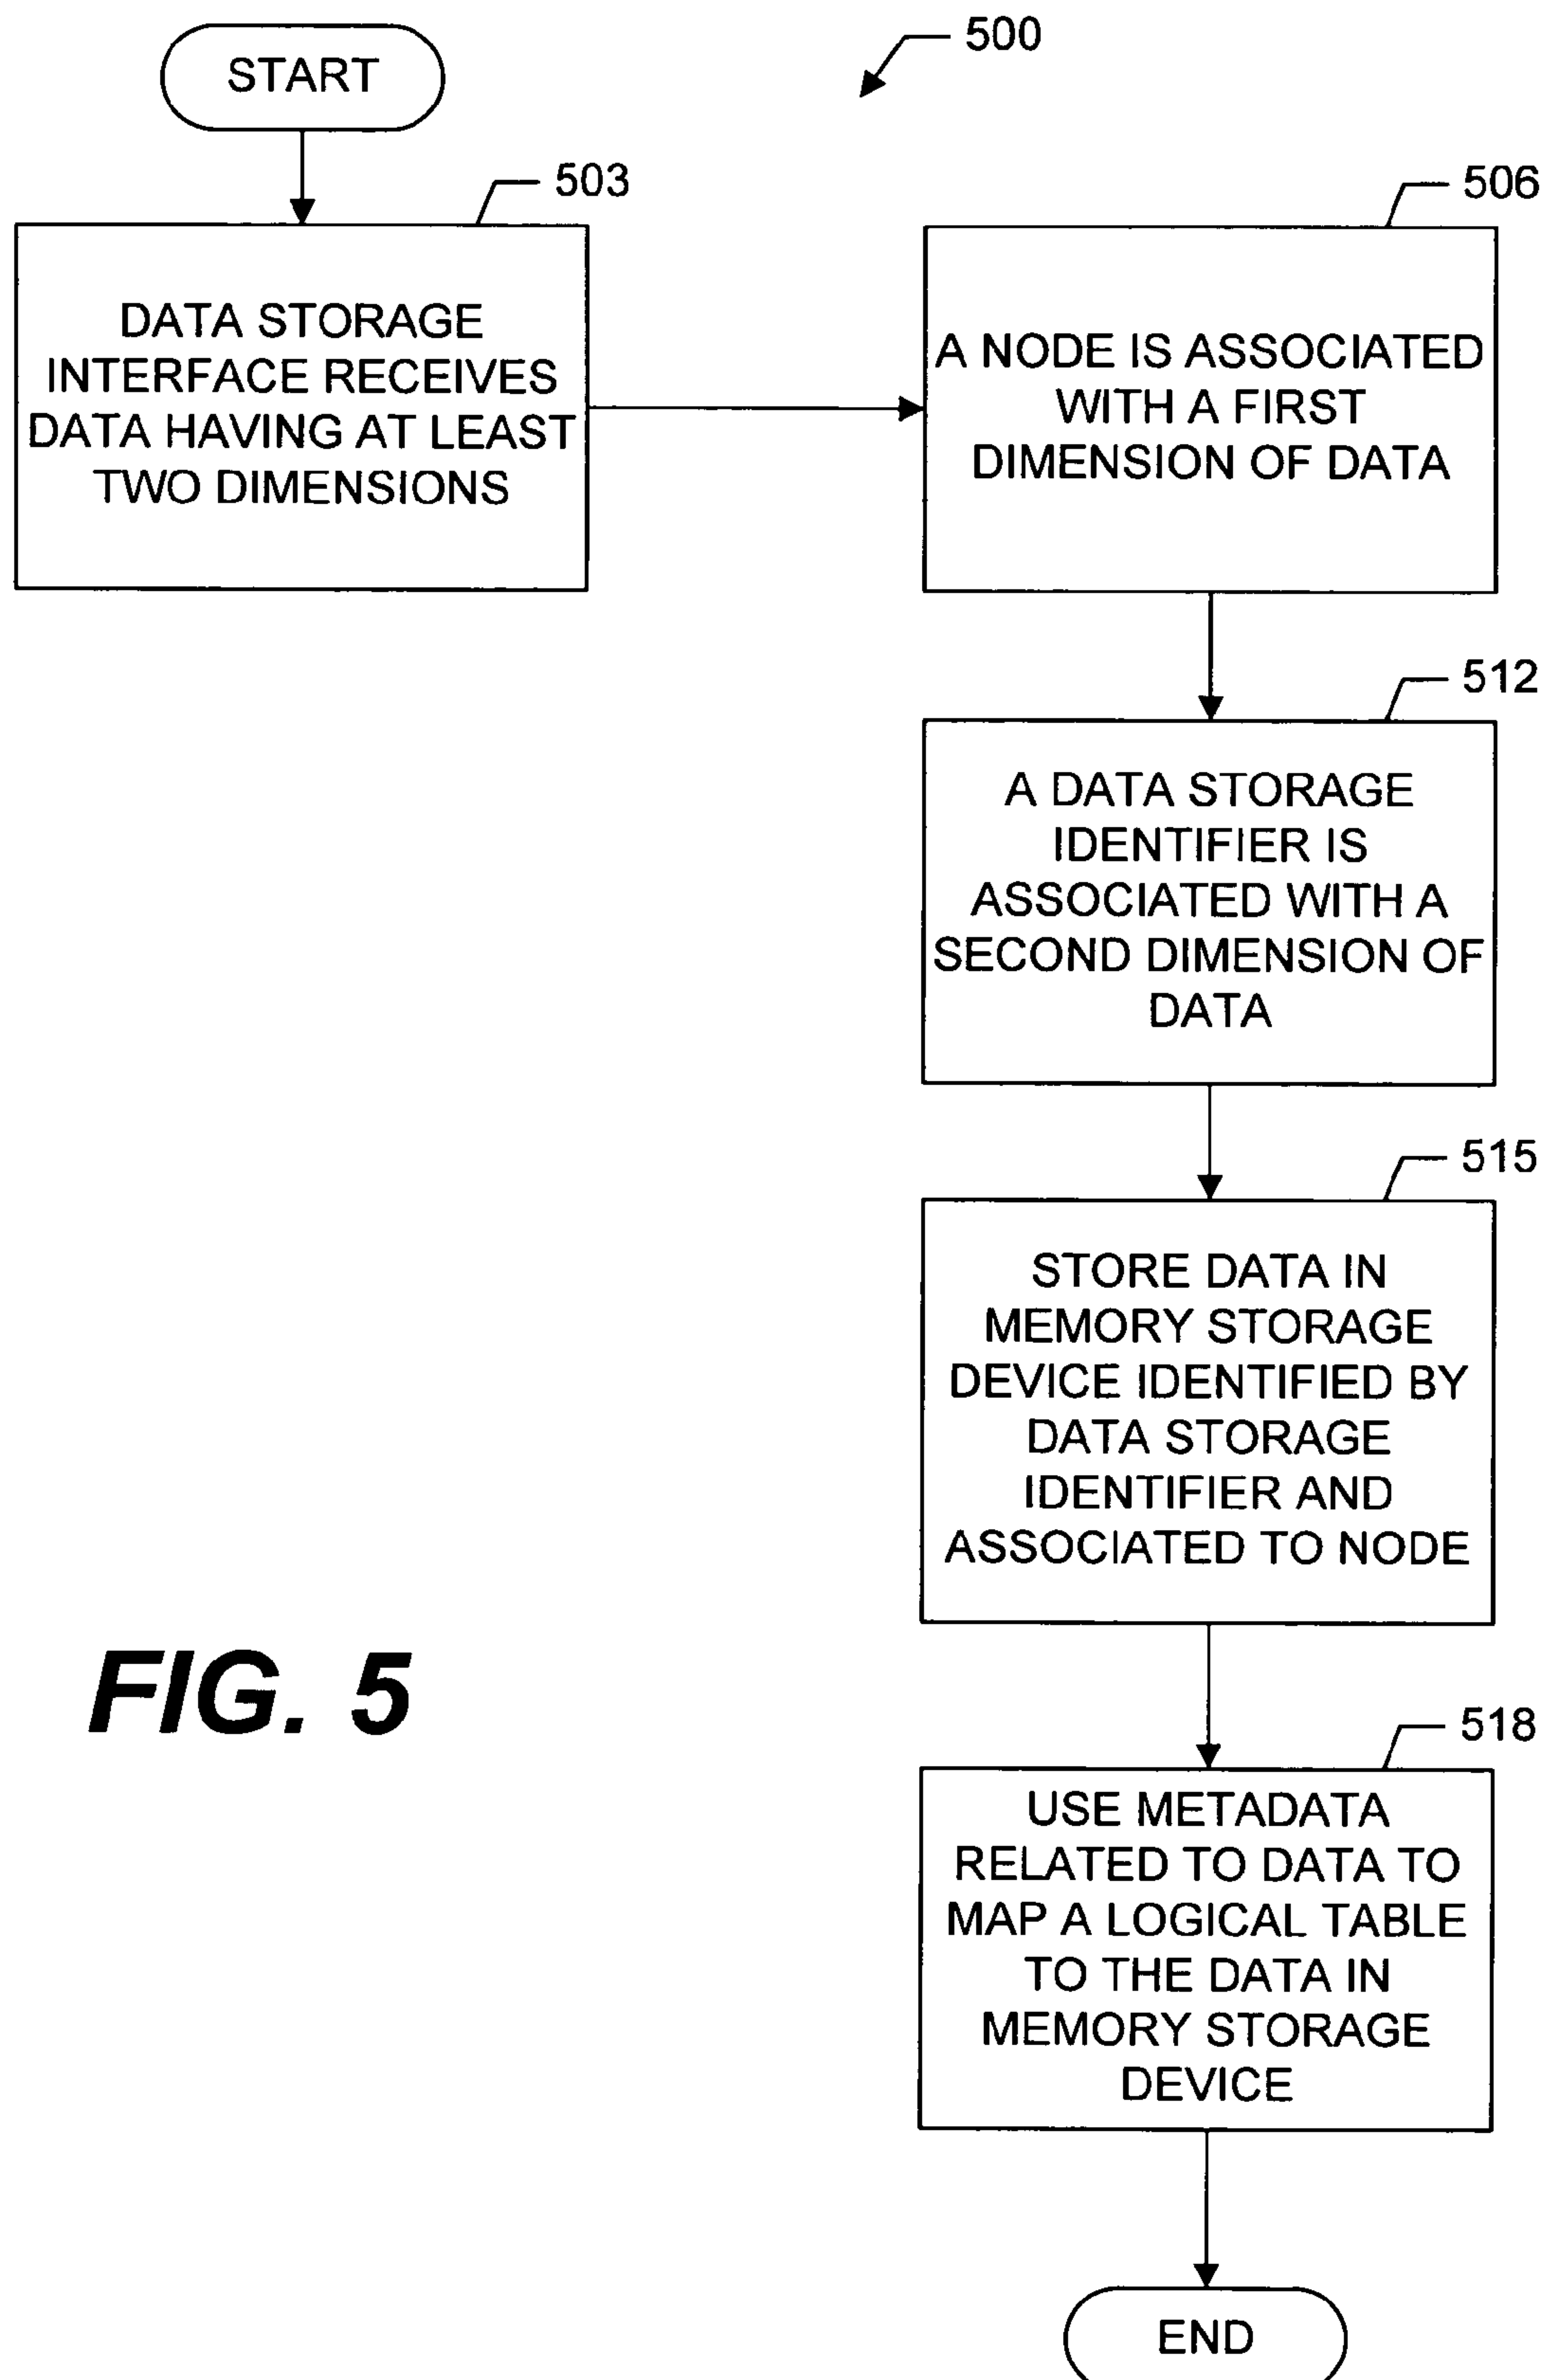 START
500
503
DATA STORAGE
INTERFACE RECEIVES
DATA HAVING AT LEAST
TWO DIMENSIONS
506
A NODE IS ASSOCIATED
WITH A FIRST
DIMENSION OF DATA
512
A DATA STORAGE
IDENTIFIER IS
ASSOCIATED WITH A
SECOND DIMENSION OF
DATA
515
STORE DATA IN
MEMORY STORAGE
DEVICE IDENTIFIED BY
DATA STORAGE
IDENTIFIER AND
ASSOCIATED TO NODE
FIG. 5
518
USE METADATA
RELATED TO DATA TO
MAP A LOGICAL TABLE
TO THE DATA IN
MEMORY STORAGE
DEVICE
END